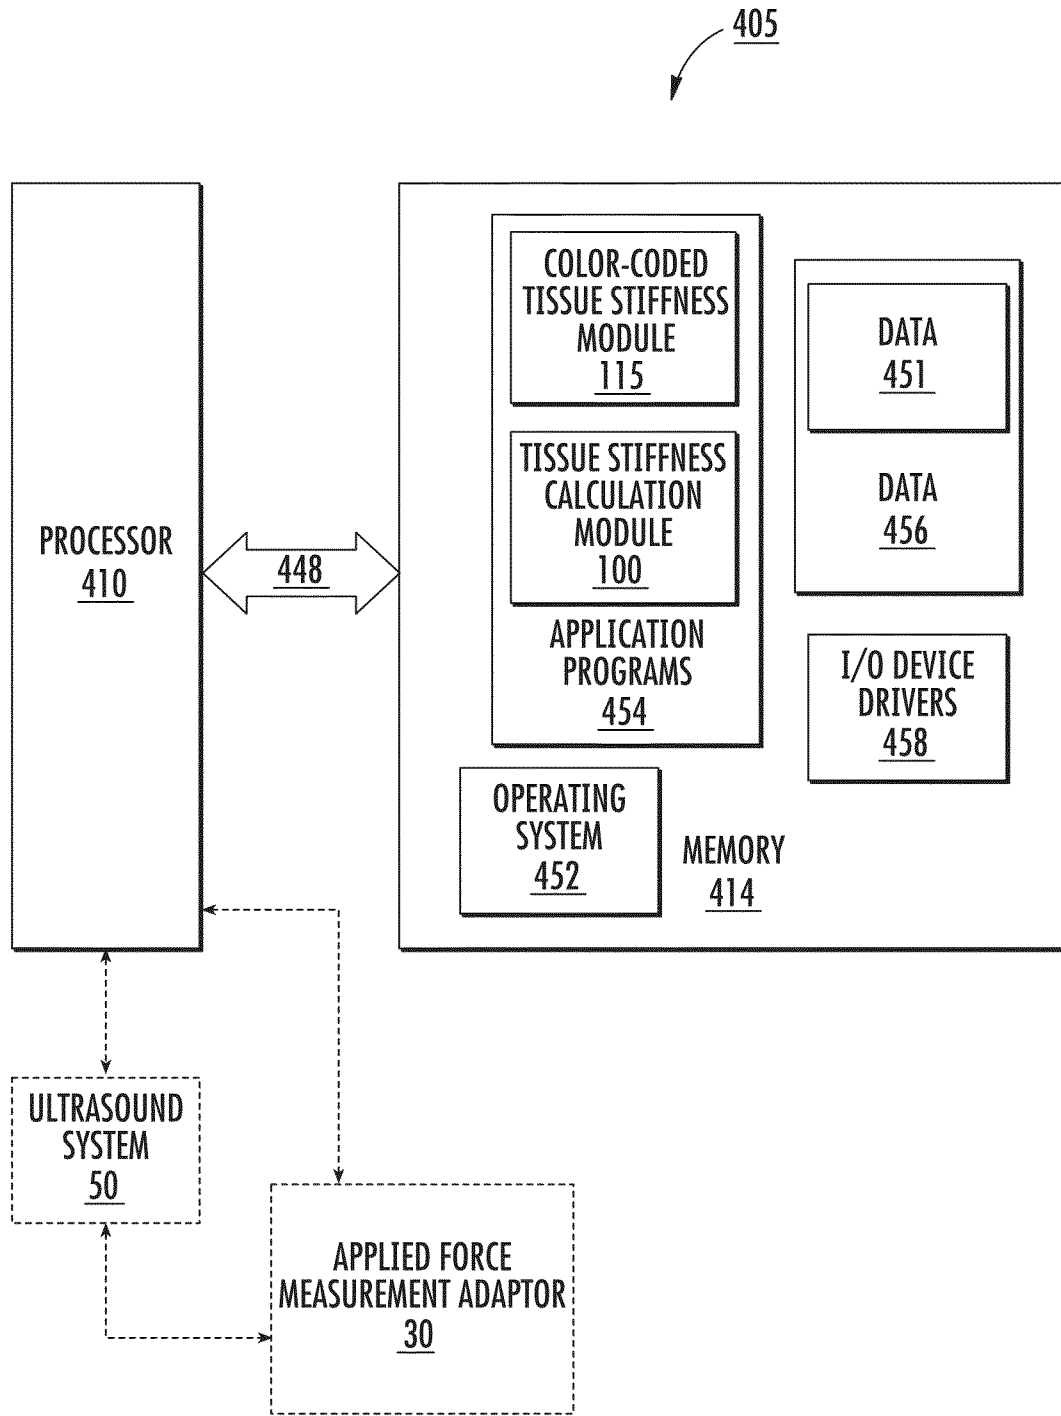 405
COLOR-CODED
TISSUE STIFFNESS
MODULE
115
TISSUE STIFFNESS
CALCULATION
MODULE
100
APPLICATION
PROGRAMS
454
DATA
451
DATA
456
I/O DEVICE
DRIVERS
458
PROCESSOR
410
448
OPERATING
SYSTEM
452
MEMORY
414
ULTRASOUND
SYSTEM
50
APPLIED FORCE
MEASUREMENT ADAPTOR
30